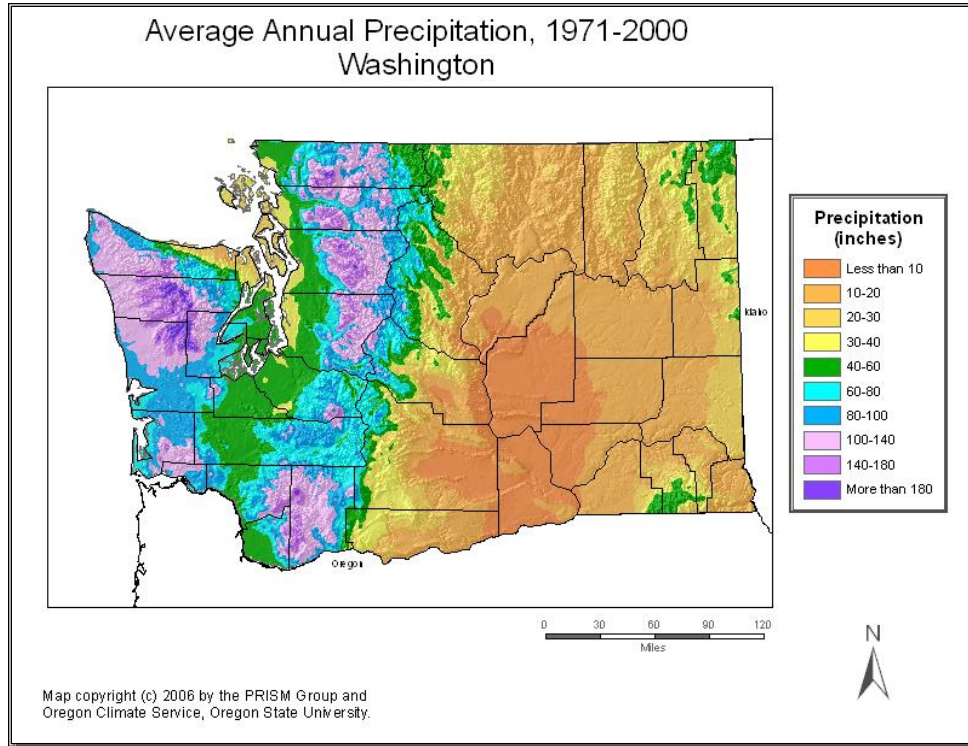 Average Annual Precipitation, 1971-2000
Washington
Precipitation
(inches)
Less than 10
10-20
20-30
30-40
40-60
60-80
80-100
100-140
140-180
More than 180
Idaho
Oregon
0 30 60 90 120
Miles
N
Map copyright (c) 2006 by the PRISM Group and
Oregon Climate Service, Oregon State University.